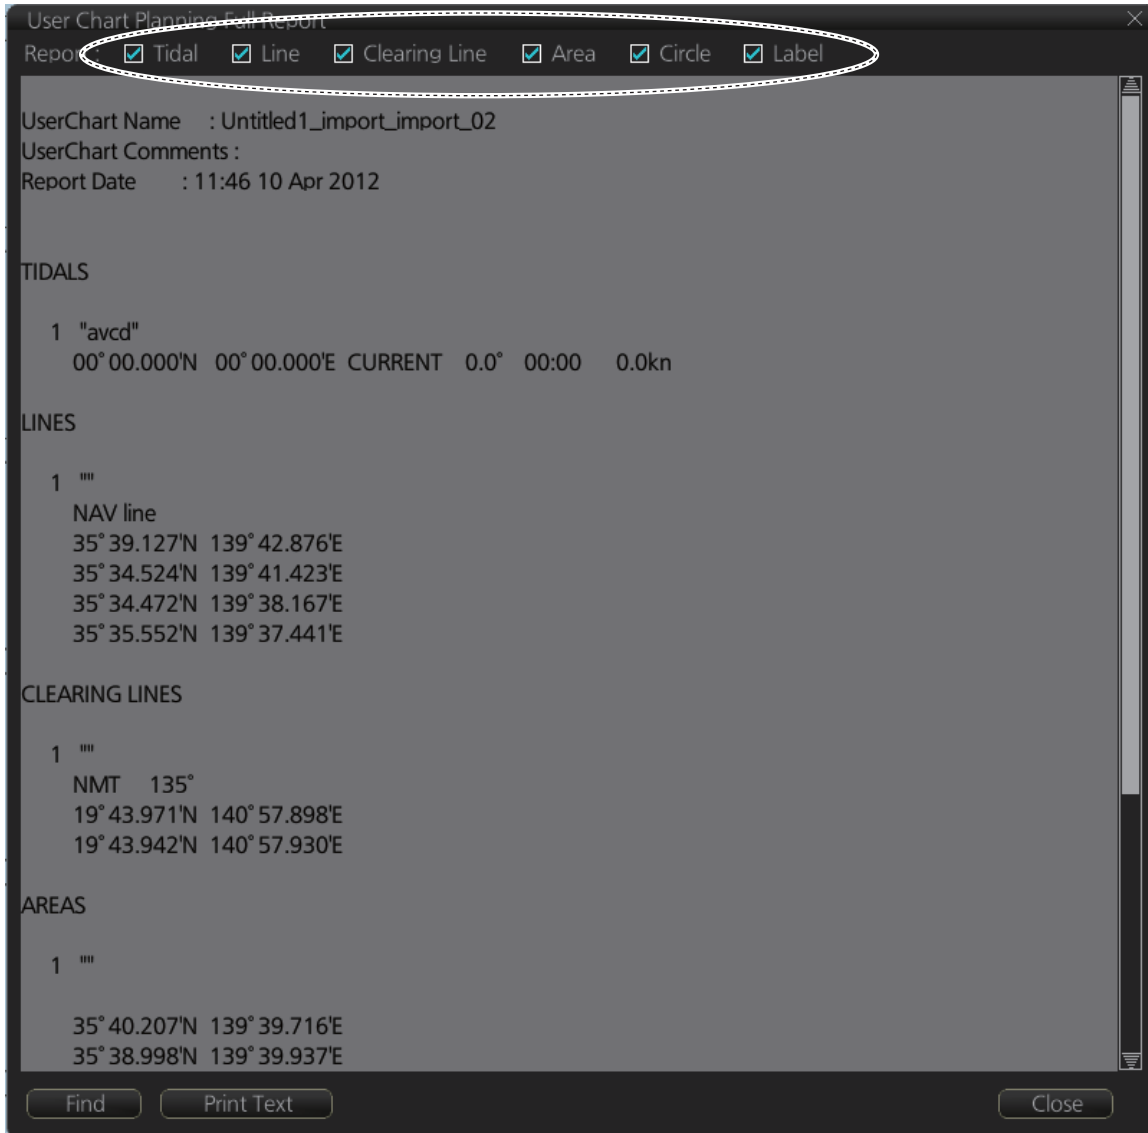 User Chart Planning Full Report
Report : Tidal Line Clearing Line Area Circle Label
UserChart Name : Untitled1_import_import_02
UserChart Comments :
Report Date : 11:46 10 Apr 2012
TIDALS
1 "avcd"
00°00.000'N 00°00.000'E CURRENT 0.0° 00:00 0.0kn
LINES
1 ""
NAV line
35°39.127'N 139°42.876'E
35°34.524'N 139°41.423'E
35°34.472'N 139°38.167'E
35°35.552'N 139°37.441'E
CLEARING LINES
1 ""
NMT 135°
19°43.971'N 140°57.898'E
19°43.942'N 140°57.930'E
AREAS
1 ""
35°40.207'N 139°39.716'E
35°38.998'N 139°39.937'E
Find Print Text Close